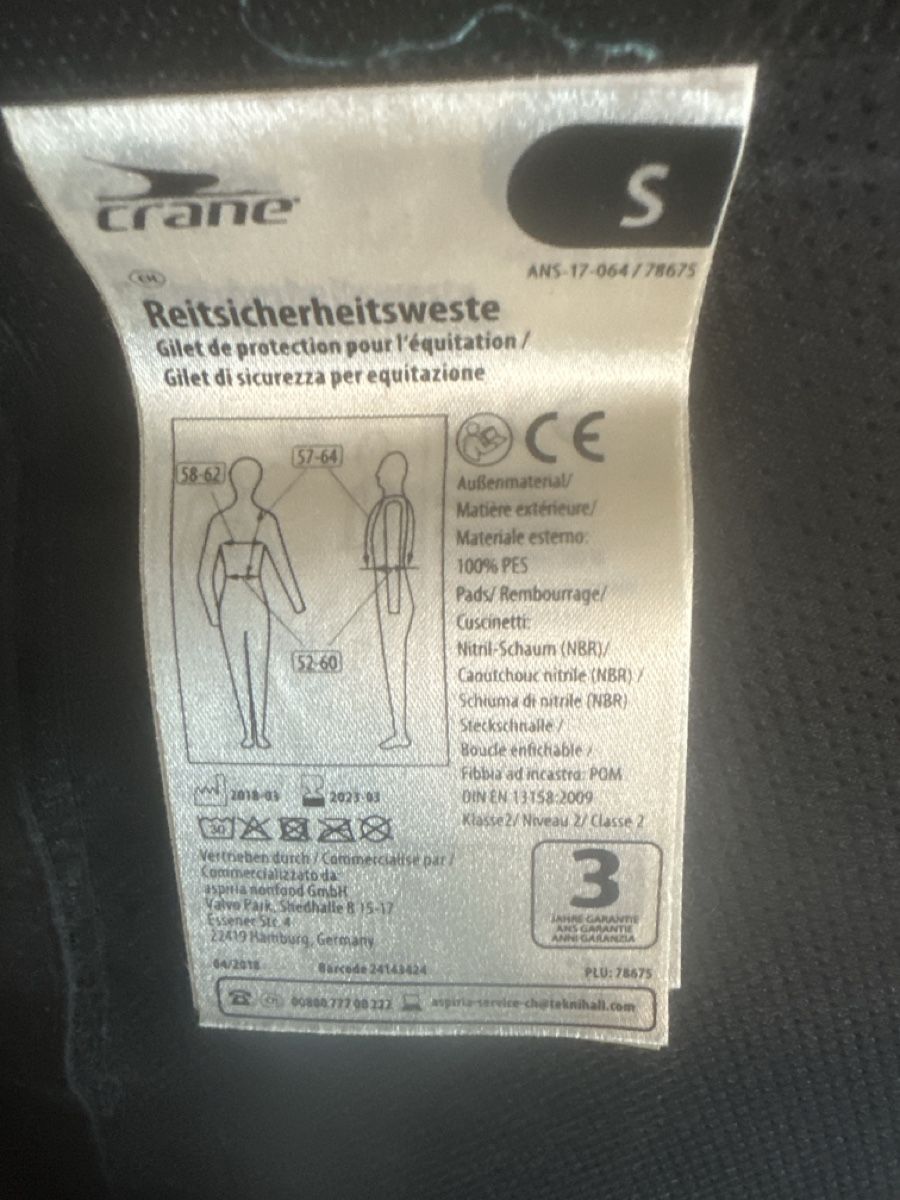 crane
S
ANS-17-064 / 78675
CH
Reitsicherheitsweste
Gilet de protection pour l'équitation /
Gilet di sicurezza per equitazione
58-62
57-64
52-60
CE
Außenmaterial/
Matière extérieure/
Materiale esterno:
100% PES
Pads/ Rembourrage/
Cuscinetti:
Nitril-Schaum (NBR)/
Caoutchouc nitrile (NBR) /
Schiuma di nitrile (NBR)
Steckschnalle /
Boucle enfichable /
Fibbia ad incastro: POM
DIN EN 13158:2009
Klasse2/ Niveau 2/ Classe 2
2018-03
2023-03
30
Vertrieben durch / Commercialisé par /
Commercializzato da:
aspiria nonfood GmbH
Valvo Park, Shedhalle B 15-17
Essener Str. 4
22419 Hamburg, Germany
3
JAHRE GARANTIE
ANS GARANTIE
ANNI GARANZIA
04/2018
Barcode 24143424
PLU: 78675
CH
00800 777 00 222
aspiria-service-ch@teknihall.com